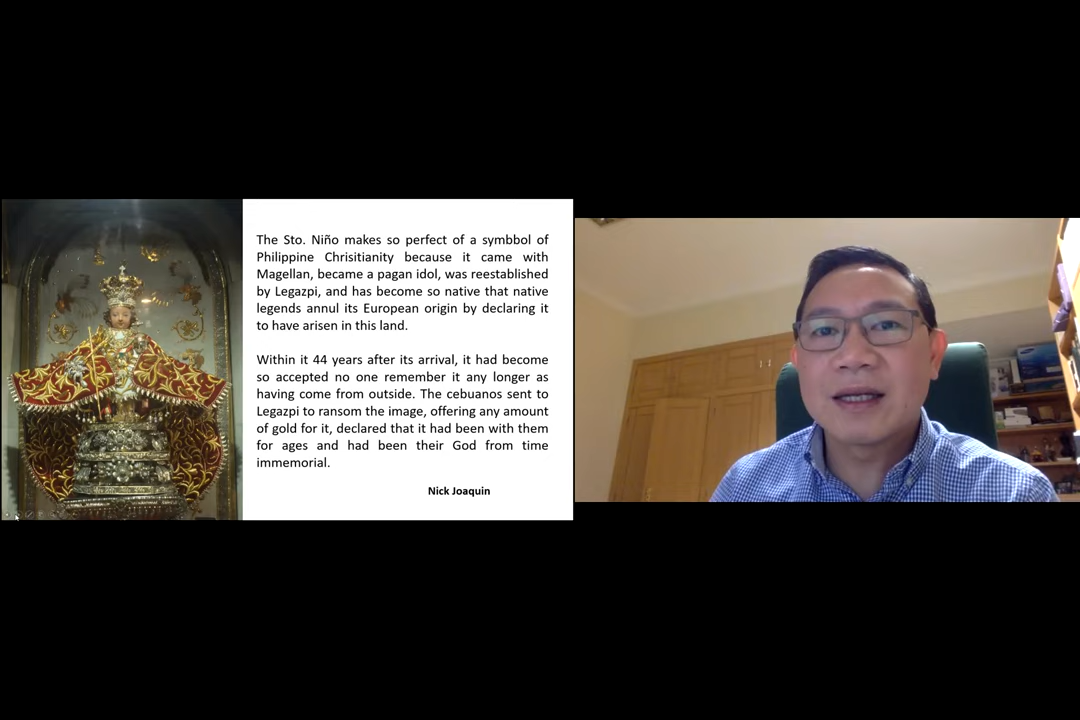 The Sto. Niño makes so perfect of a symbbol of
Philippine Chrisitianity because it came with
Magellan, became a pagan idol, was reestablished
by Legazpi, and has become so native that native
legends annul its European origin by declaring it
to have arisen in this land.
Within it 44 years after its arrival, it had become
so accepted no one remember it any longer as
having come from outside. The cebuanos sent to
Legazpi to ransom the image, offering any amount
of gold for it, declared that it had been with them
for ages and had been their God from time
immemorial.
Nick Joaquin